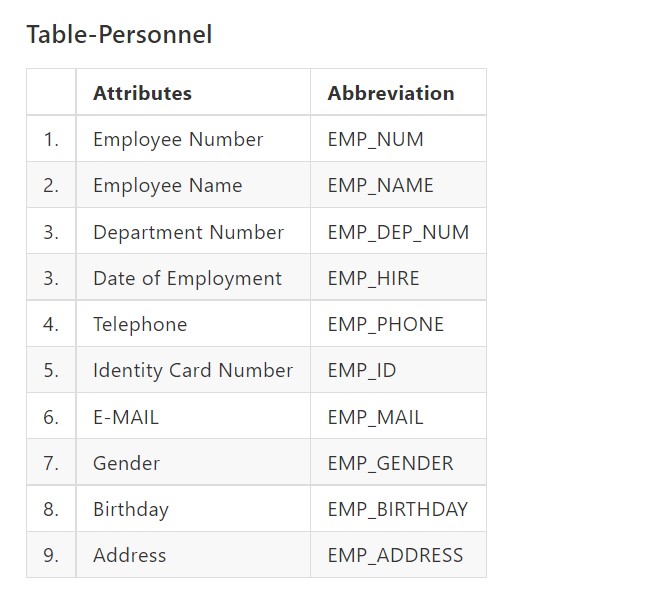 Table-Personnel
Attributes Abbreviation
1. Employee Number EMP_NUM
2. Employee Name EMP_NAME
3. Department Number EMP_DEP_NUM
3. Date of Employment EMP_HIRE
4. Telephone EMP_PHONE
5. Identity Card Number EMP_ID
6. E-MAIL EMP_MAIL
7. Gender EMP_GENDER
8. Birthday EMP_BIRTHDAY
9. Address EMP_ADDRESS